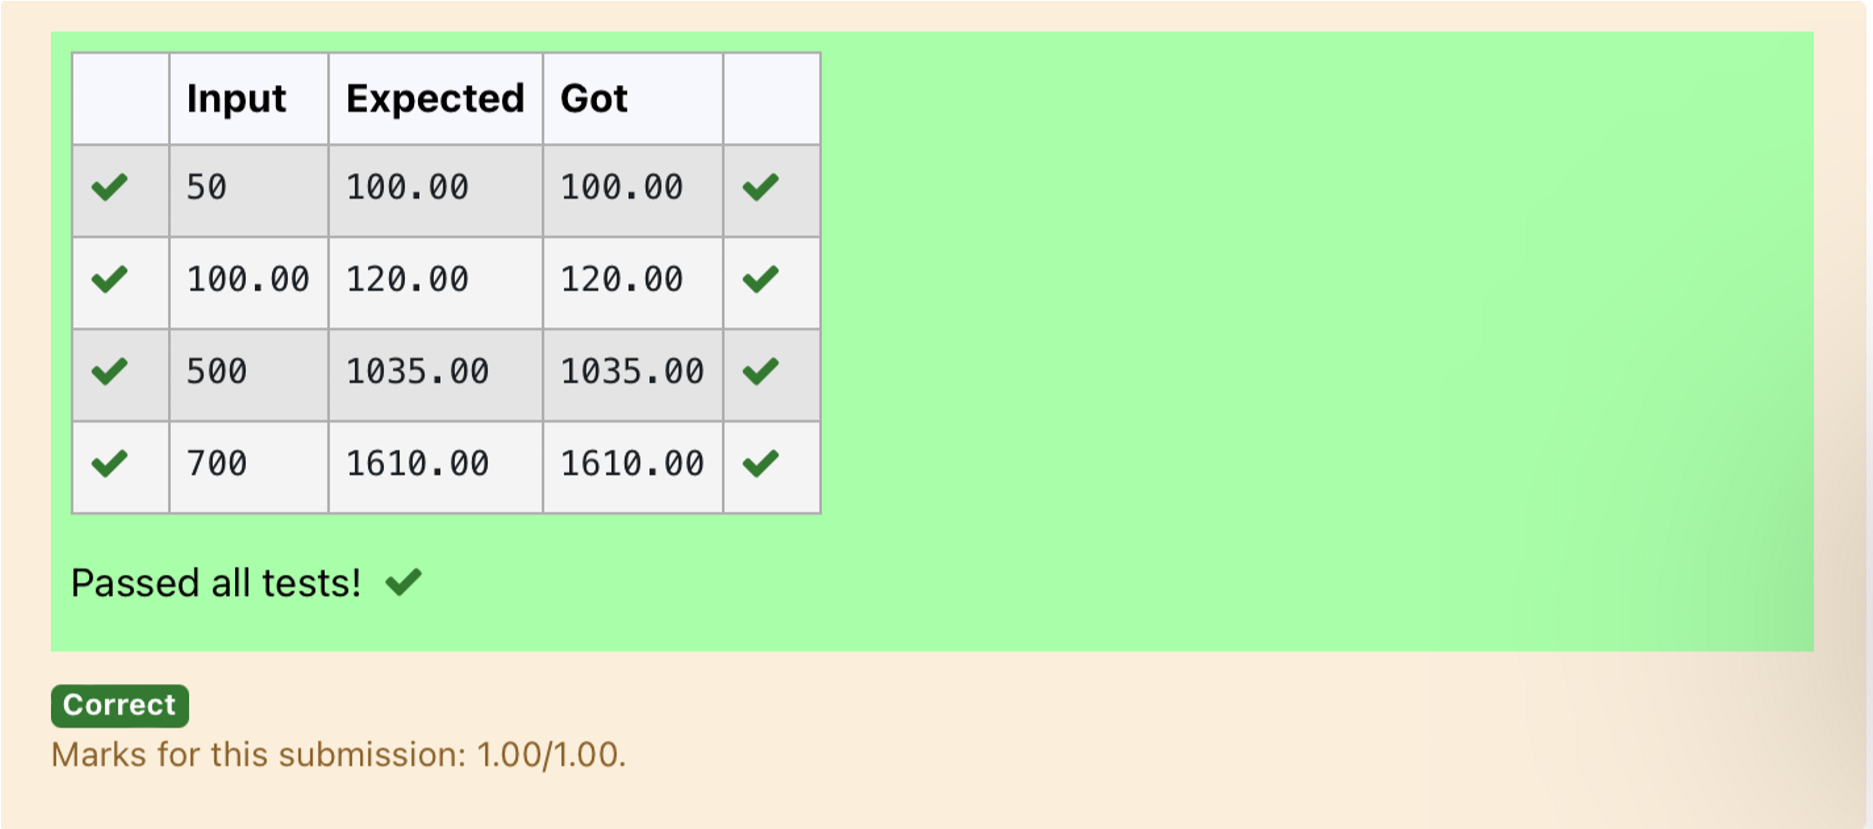 Input Expected Got
50 100.00 100.00
100.00 120.00 120.00
500 1035.00 1035.00
700 1610.00 1610.00
Passed all tests!
Correct
Marks for this submission: 1.00/1.00.